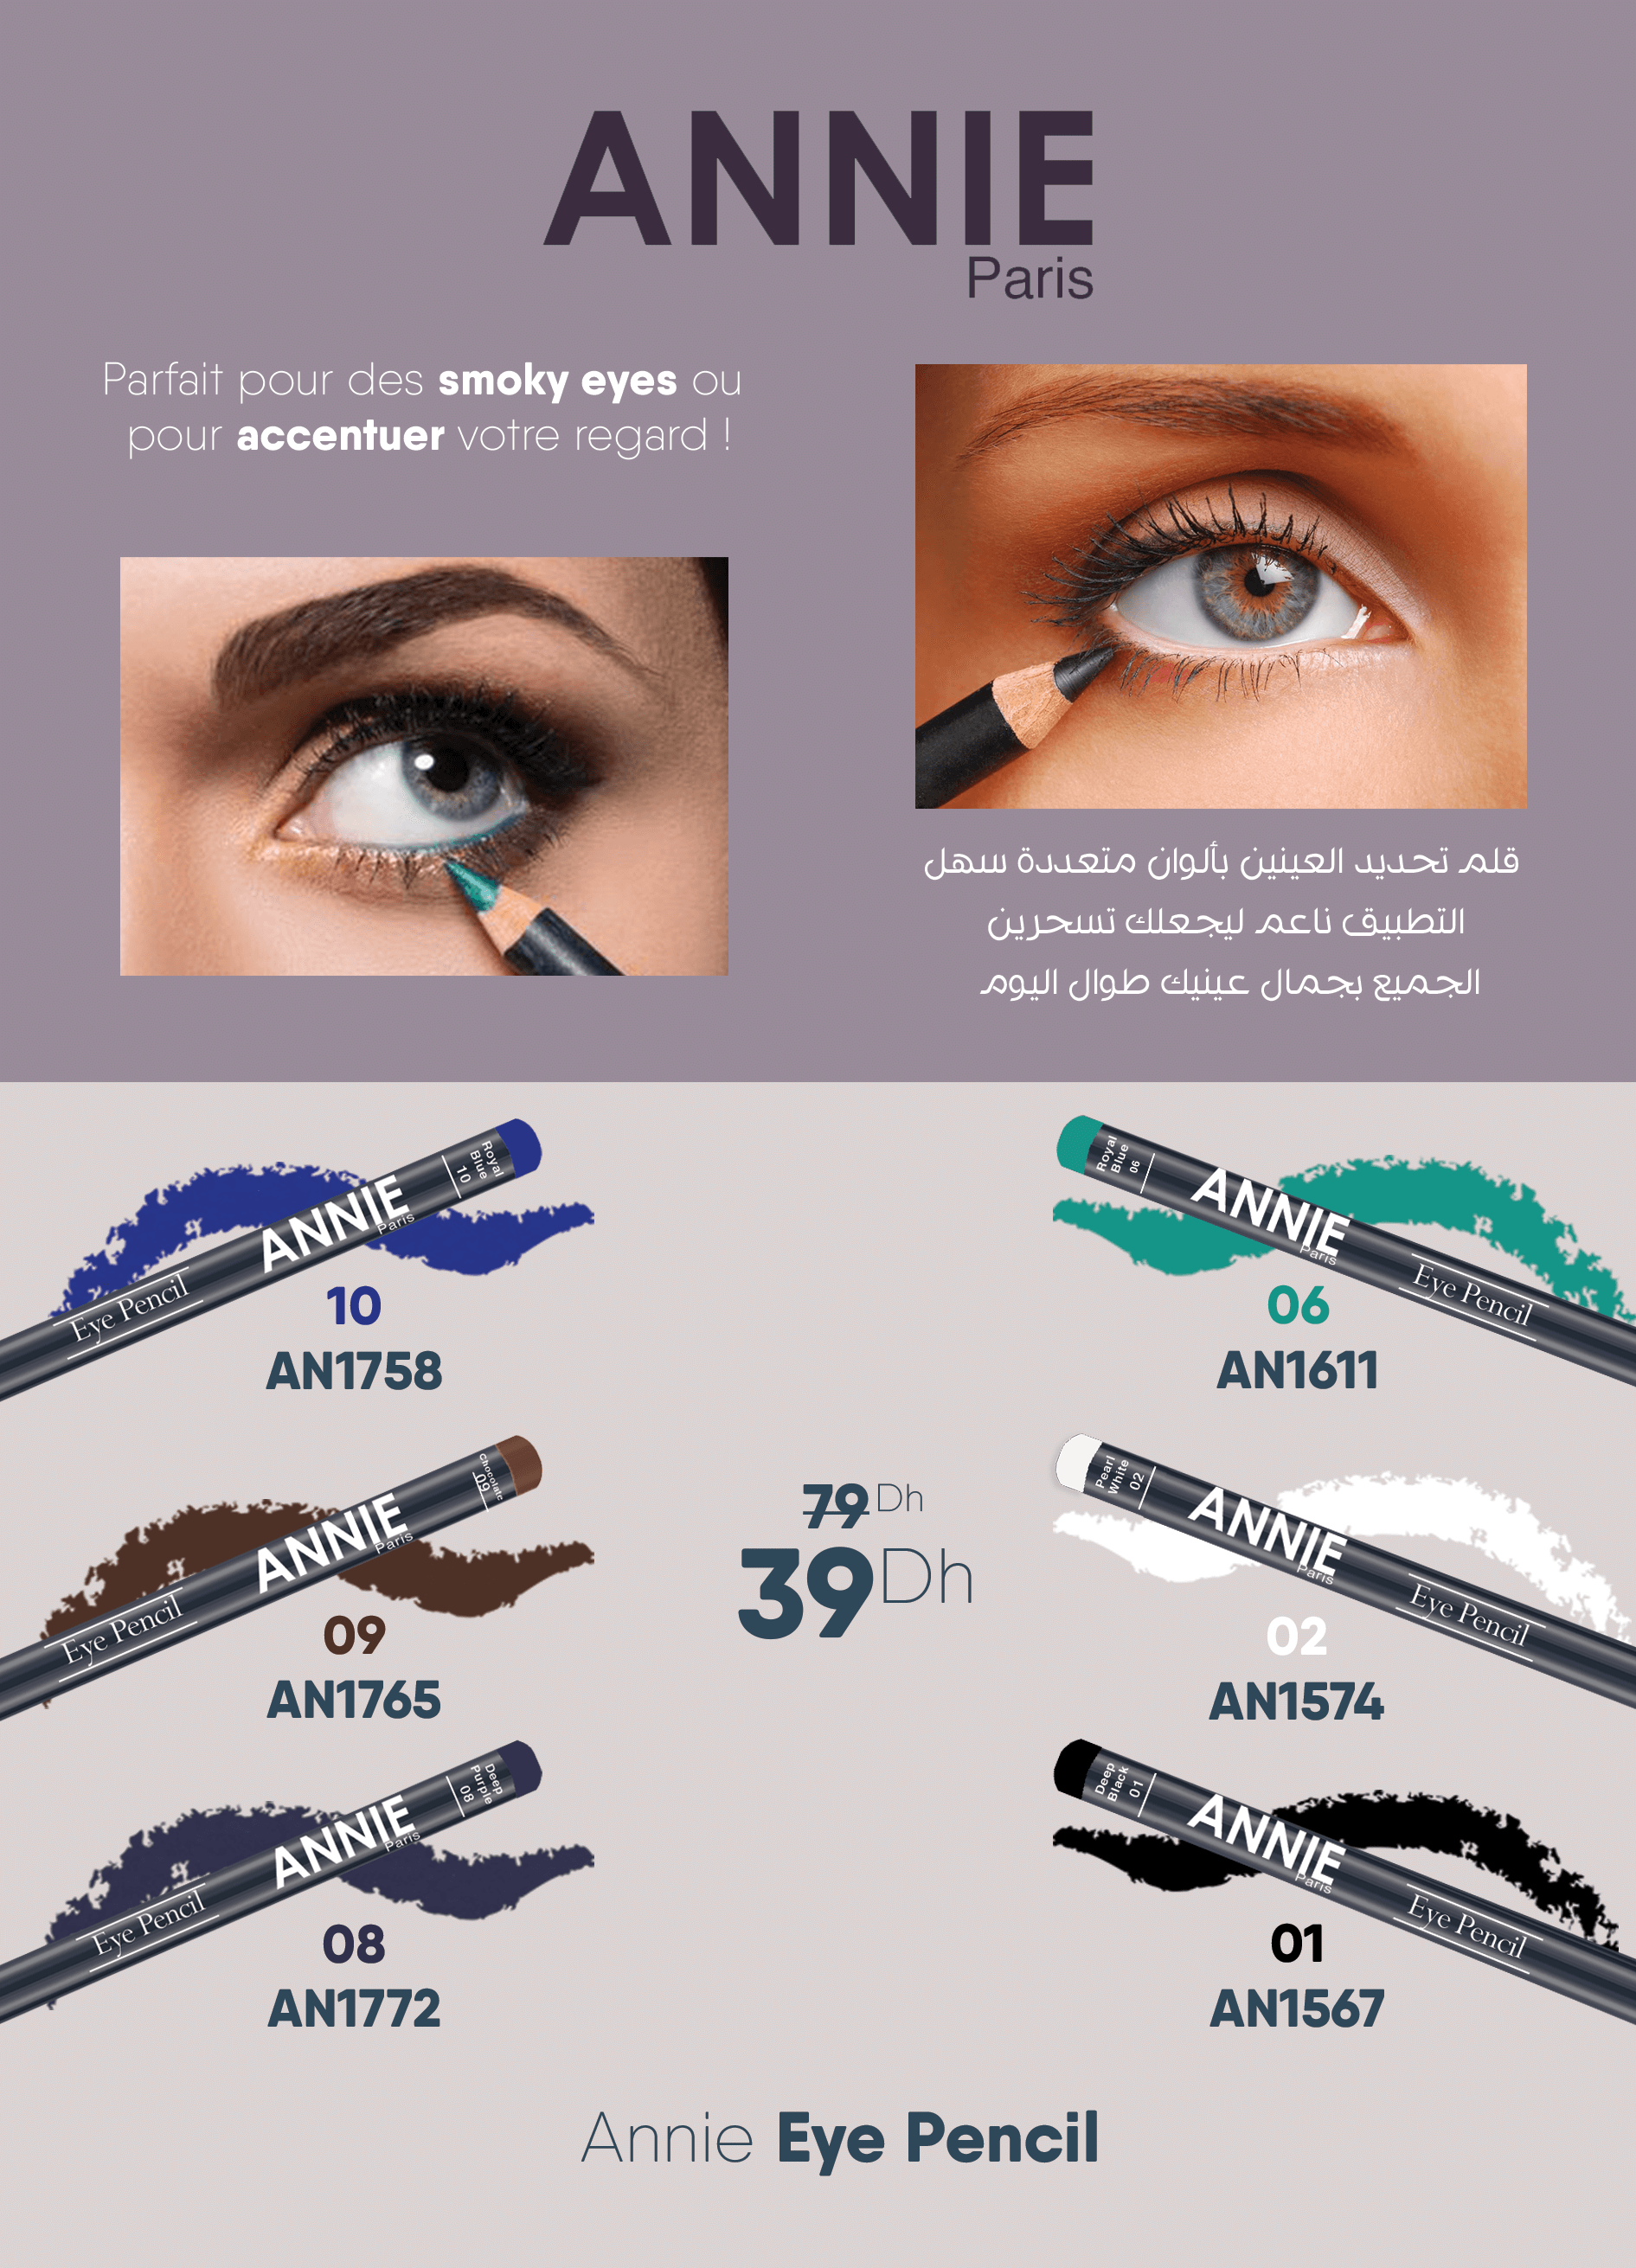 ANNIE
Paris
Parfait pour des smoky eyes ou
pour accentuer votre regard !
قلم تحديد العينين بألوان متعددة سهل
التطبيق ناعم ليجعلك تسحرين
الجميع بجمال عينيك طوال اليوم
Royal
Blue
10
ANNIE
Paris
Eye Pencil
10
AN1758
Royal
Blue
06
ANNIE
Paris
Eye Pencil
06
AN1611
Chocolate
09
ANNIE
Paris
Eye Pencil
09
AN1765
79 Dh
39 Dh
Pearl
White
02
ANNIE
Paris
Eye Pencil
02
AN1574
Deep
Purple
08
ANNIE
Paris
Eye Pencil
08
AN1772
Deep
Black
01
ANNIE
Paris
Eye Pencil
01
AN1567
Annie Eye Pencil